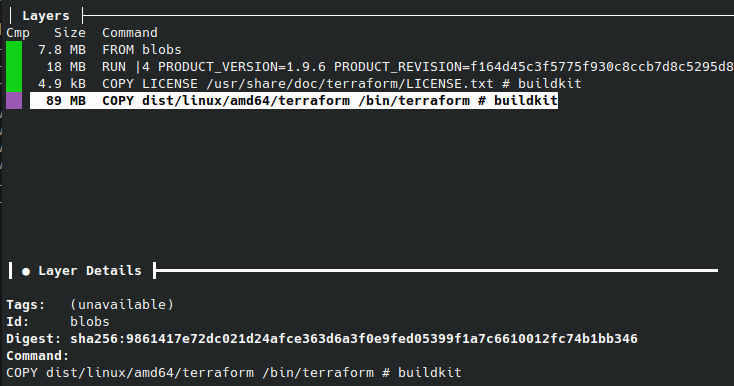 Layers
Cmp Size Command
7.8 MB FROM blobs
18 MB RUN |4 PRODUCT_VERSION=1.9.6 PRODUCT_REVISION=f164d45c3f5775f930c8ccb7d8c5295d8
4.9 kB COPY LICENSE /usr/share/doc/terraform/LICENSE.txt # buildkit
89 MB COPY dist/linux/amd64/terraform /bin/terraform # buildkit
● Layer Details
Tags: (unavailable)
Id: blobs
Digest: sha256:9861417e72dc021d24afce363d6a3f0e9fed05399f1a7c6610012fc74b1bb346
Command:
COPY dist/linux/amd64/terraform /bin/terraform # buildkit